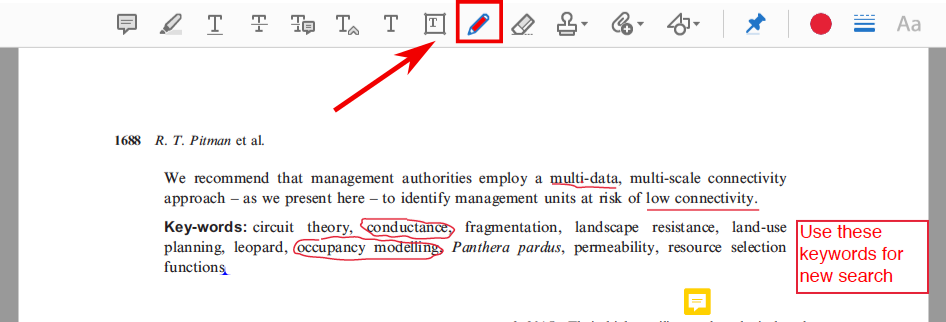 Aa
1688 R. T. Pitman et al.
We recommend that management authorities employ a multi-data, multi-scale connectivity
approach – as we present here – to identify management units at risk of low connectivity.
Key-words: circuit theory, conductance, fragmentation, landscape resistance, land-use
planning, leopard, occupancy modelling, Panthera pardus, permeability, resource selection
functions
Use these
keywords for
new search